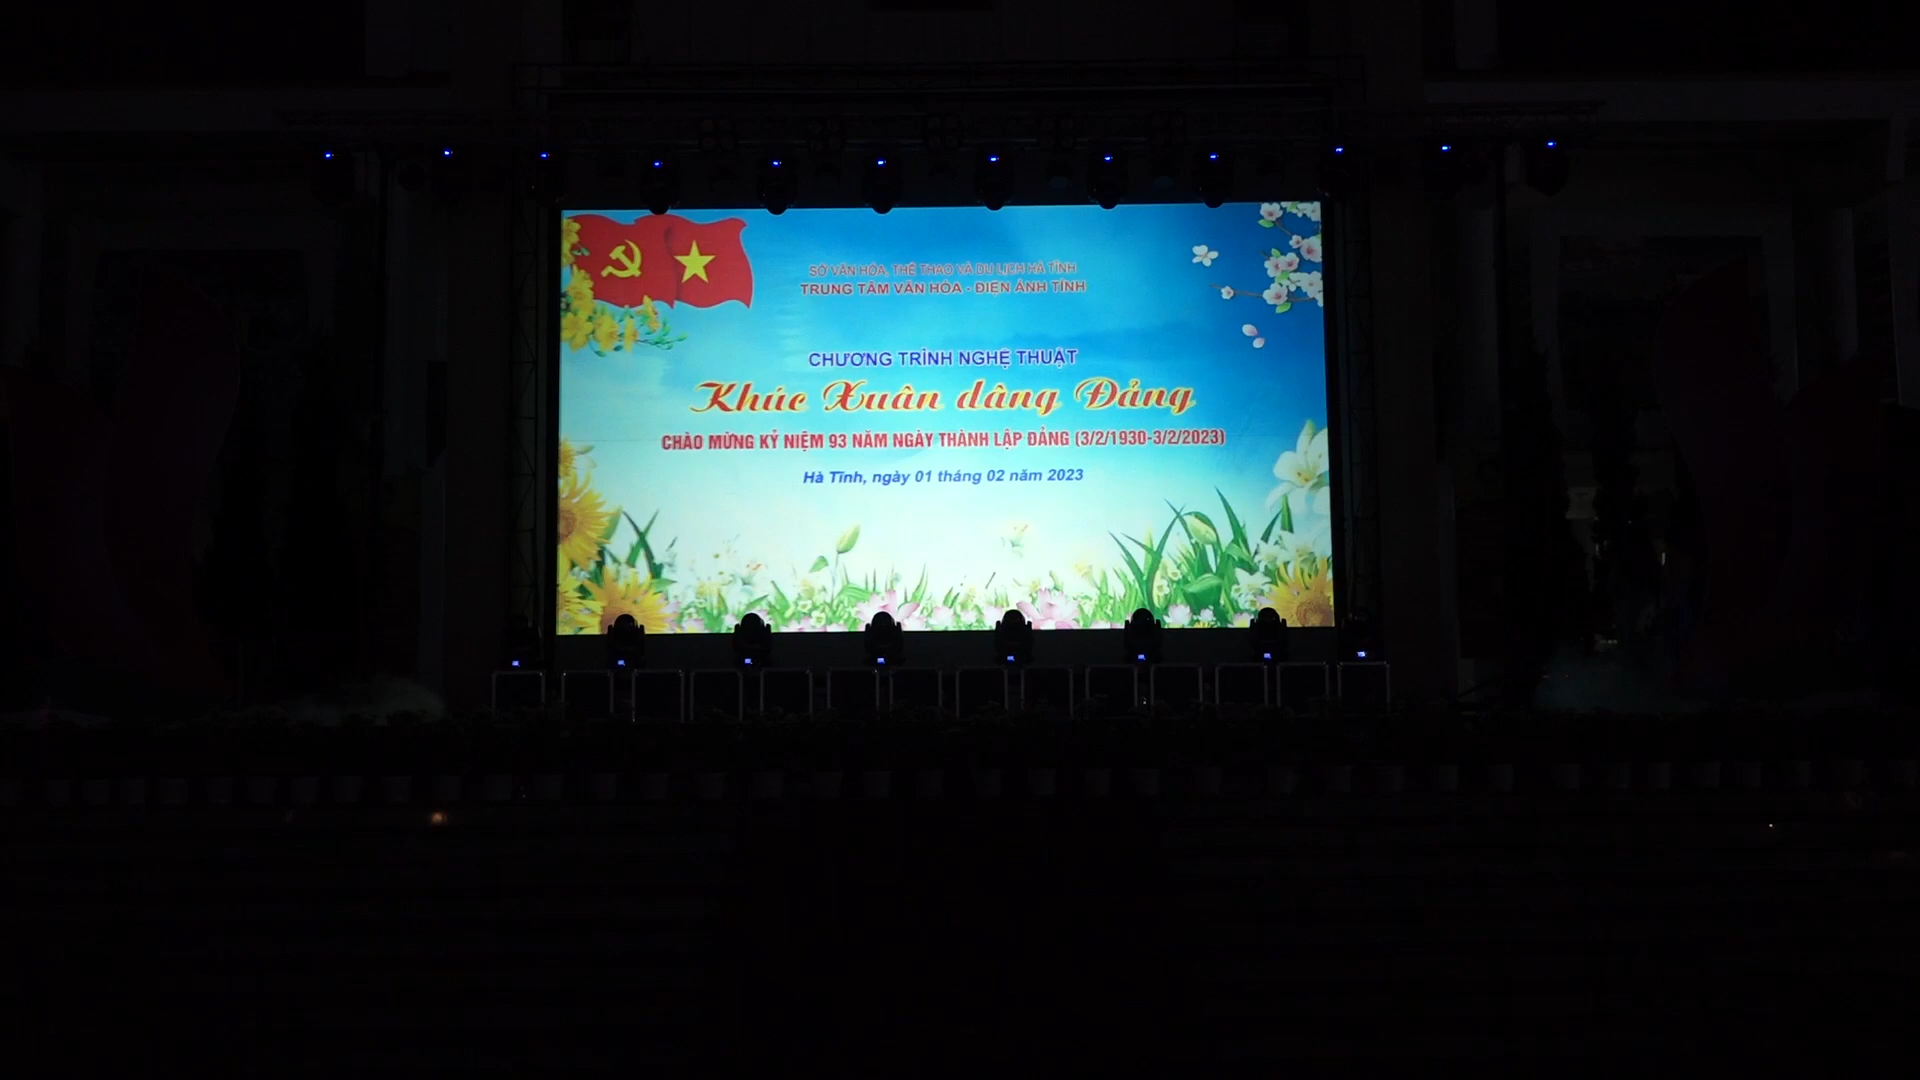 SỞ VĂN HÓA, THỂ THAO VÀ DU LỊCH HÀ TĨNH
TRUNG TÂM VĂN HÓA - ĐIỆN ẢNH TỈNH
CHƯƠNG TRÌNH NGHỆ THUẬT
Khúc Xuân dâng Đảng
CHÀO MỪNG KỶ NIỆM 93 NĂM NGÀY THÀNH LẬP ĐẢNG (3/2/1930-3/2/2023)
Hà Tĩnh, ngày 01 tháng 02 năm 2023